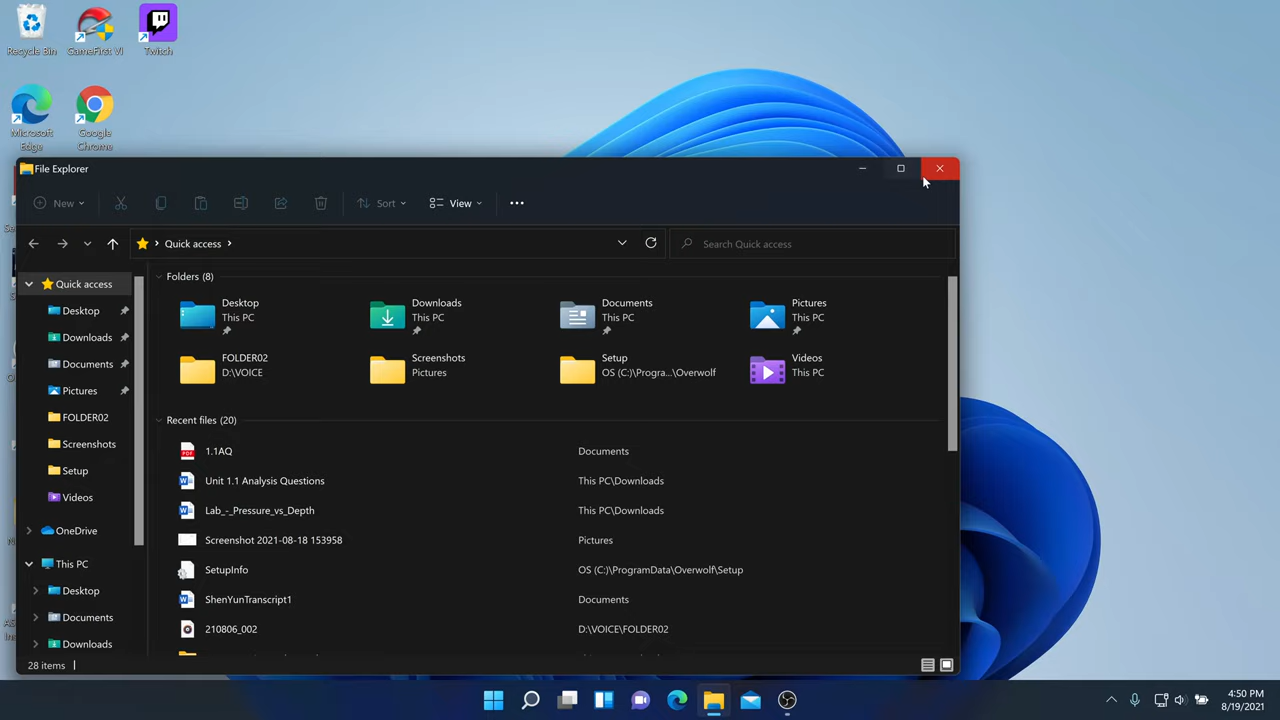 Recycle Bin
GameFirst VI
Twitch
Microsoft Edge
Google Chrome
File Explorer
New
Sort
View
Quick access
Search Quick access
Quick access
Desktop
Downloads
Documents
Pictures
FOLDER02
Screenshots
Setup
Videos
OneDrive
This PC
Desktop
Documents
Downloads
Folders (8)
Desktop
This PC
Downloads
This PC
Documents
This PC
Pictures
This PC
FOLDER02
D:\VOICE
Screenshots
Pictures
Setup
OS (C:)\Progra...\Overwolf
Videos
This PC
Recent files (20)
1.1AQ Documents
Unit 1.1 Analysis Questions This PC\Downloads
Lab_-_Pressure_vs_Depth This PC\Downloads
Screenshot 2021-08-18 153958 Pictures
SetupInfo OS (C:)\ProgramData\Overwolf\Setup
ShenYunTranscript1 Documents
210806_002 D:\VOICE\FOLDER02
28 items
4:50 PM
8/19/2021